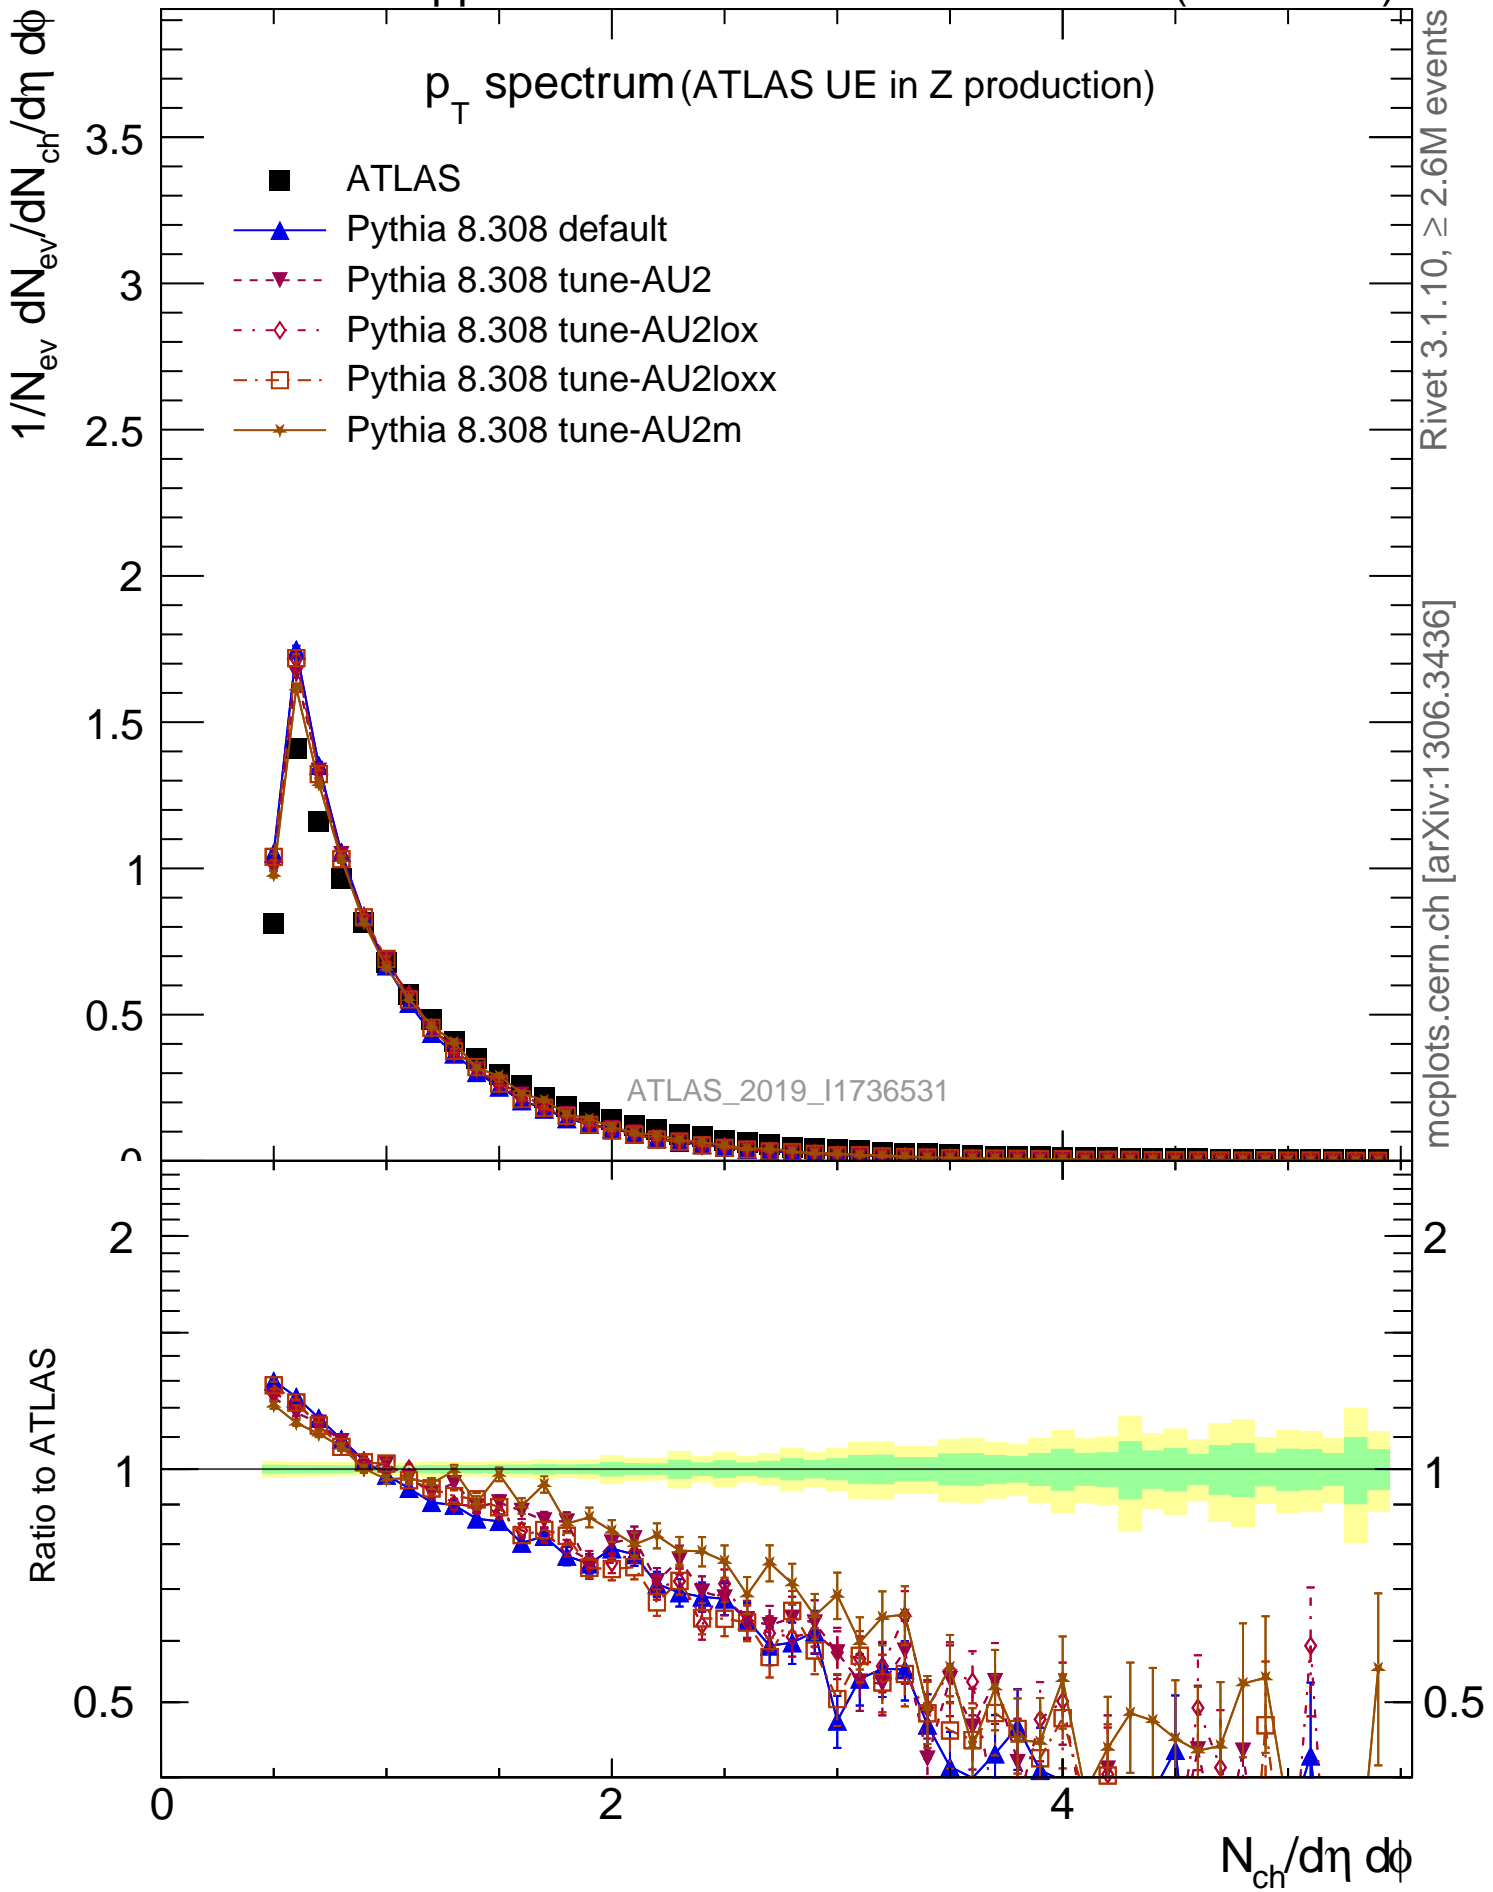 pp
p_T spectrum (ATLAS UE in Z production)
1/N_ev dN_ev/dN_ch/dη dϕ
ATLAS
Pythia 8.308 default
Pythia 8.308 tune-AU2
Pythia 8.308 tune-AU2lox
Pythia 8.308 tune-AU2loxx
Pythia 8.308 tune-AU2m
3.5
3
2.5
2
1.5
1
0.5
0
ATLAS_2019_I1736531
Rivet 3.1.10, ≥ 2.6M events
mcplots.cern.ch [arXiv:1306.3436]
Ratio to ATLAS
2
1
0.5
2
1
0.5
0
2
4
N_ch/dη dϕ